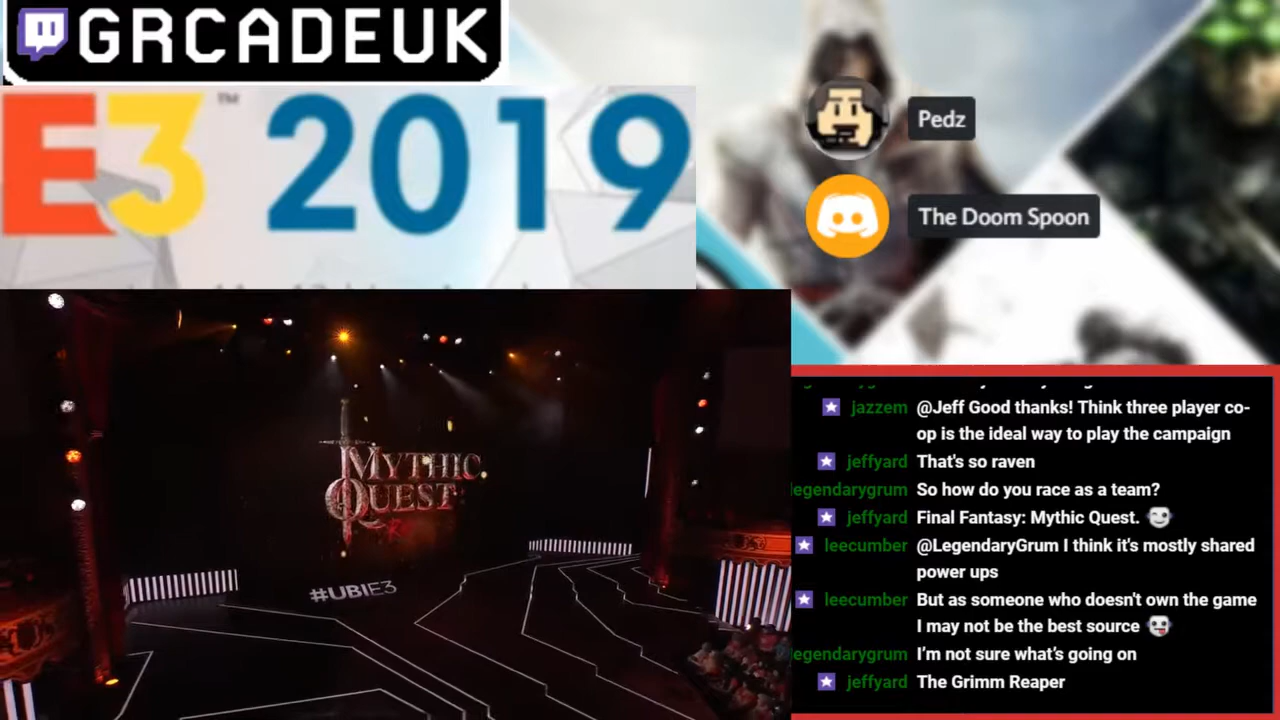 GRCADEUK
E3™ 2019
Pedz
The Doom Spoon
MYTHIC
QUEST
#UBIE3
jazzem @Jeff Good thanks! Think three player co-
op is the ideal way to play the campaign
jeffyard That's so raven
legendarygrum So how do you race as a team?
jeffyard Final Fantasy: Mythic Quest.
leecumber @LegendaryGrum I think it's mostly shared
power ups
leecumber But as someone who doesn't own the game
I may not be the best source
legendarygrum I'm not sure what's going on
jeffyard The Grimm Reaper